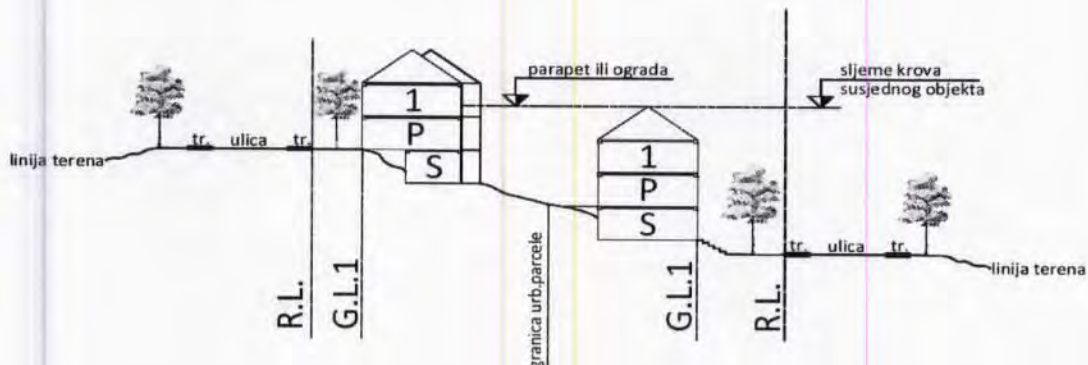 parapet ili ograda
sljeme krova
susjednog objekta
1
P
S
tr. ulica tr.
linija terena
1
P
S
tr. ulica tr.
linija terena
R.L.
G.L.1
granica urb.parcele
G.L.1
R.L.